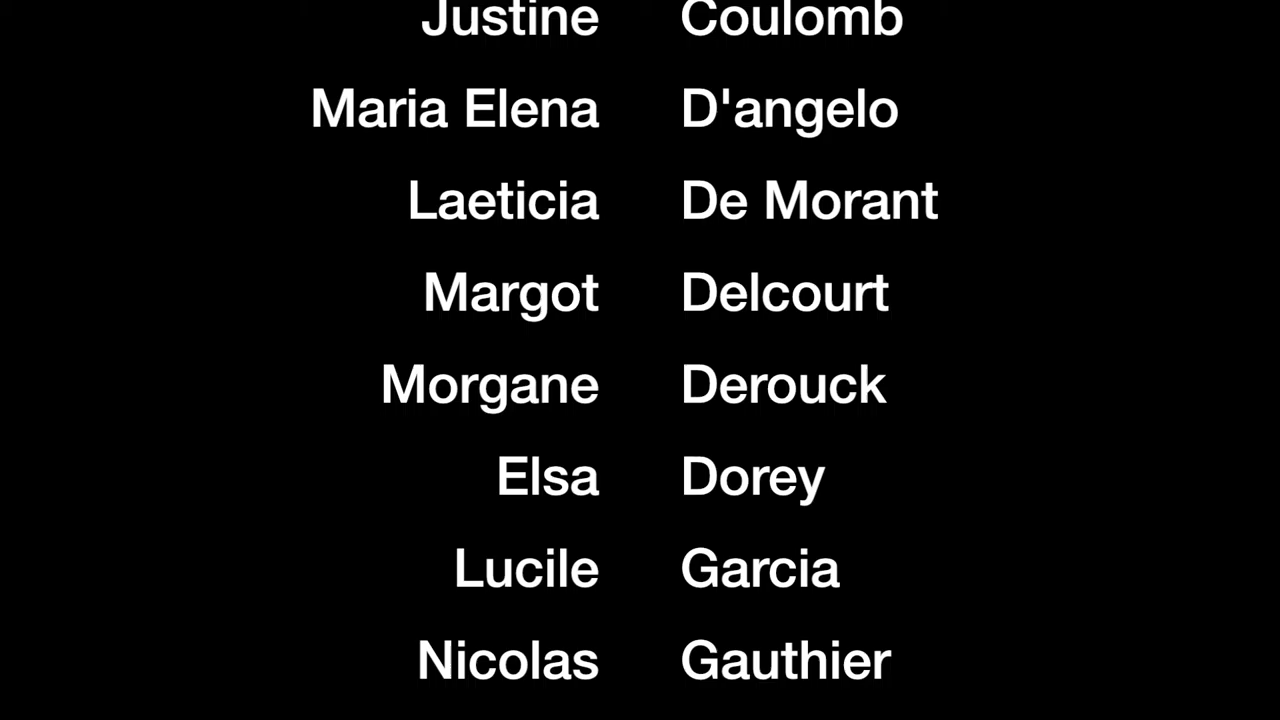 Justine Coulomb
Maria Elena D'angelo
Laeticia De Morant
Margot Delcourt
Morgane Derouck
Elsa Dorey
Lucile Garcia
Nicolas Gauthier